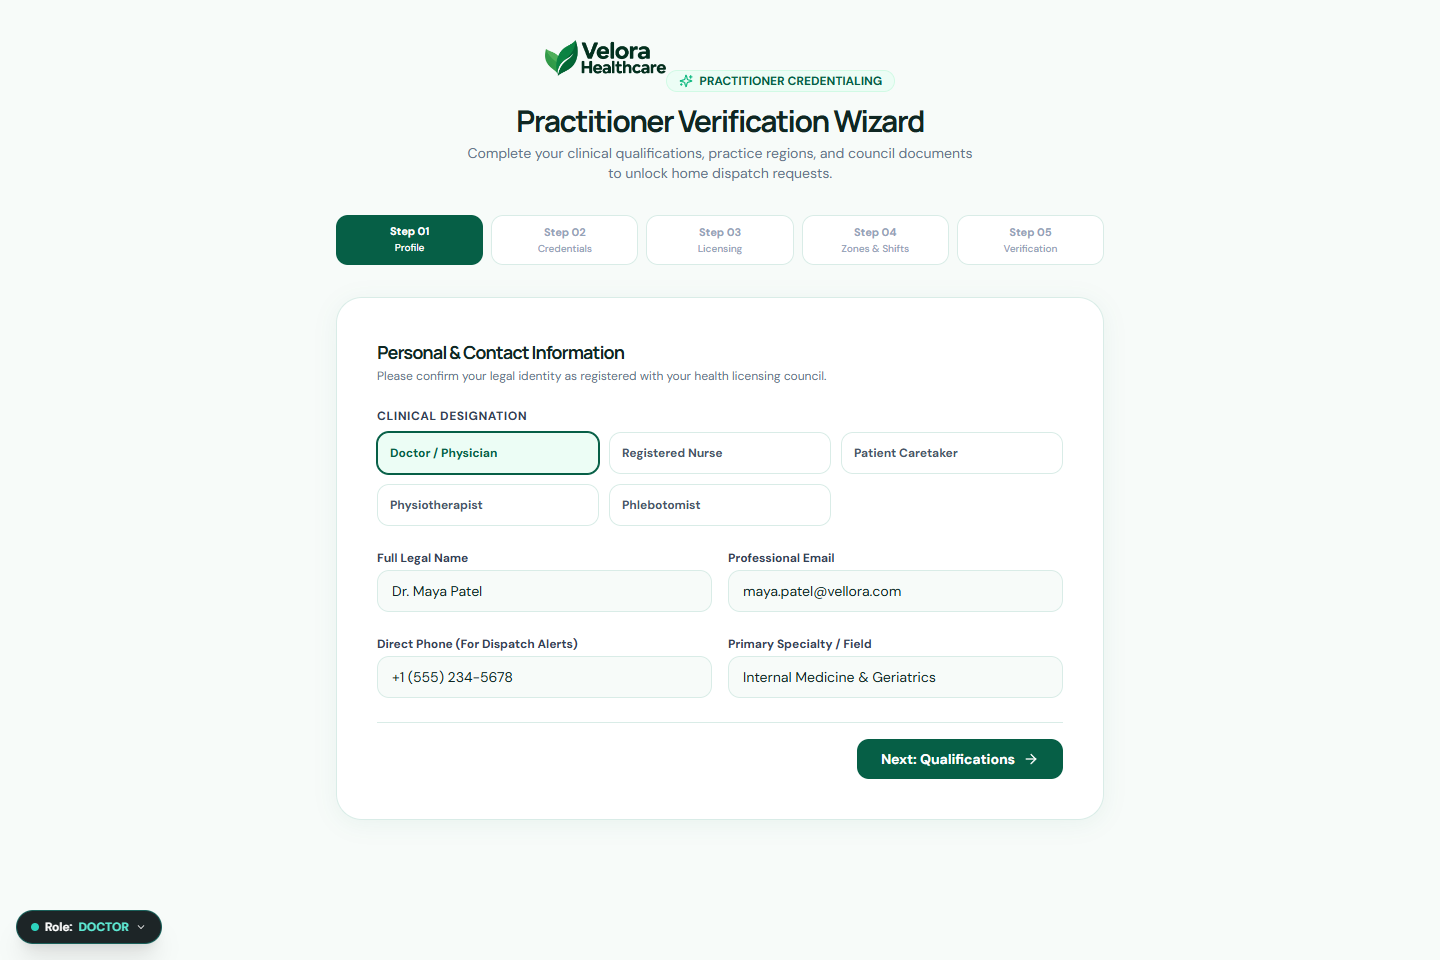 Velora
Healthcare
PRACTITIONER CREDENTIALING
Practitioner Verification Wizard
Complete your clinical qualifications, practice regions, and council documents
to unlock home dispatch requests.
Step 01
Profile
Step 02
Credentials
Step 03
Licensing
Step 04
Zones & Shifts
Step 05
Verification
Personal & Contact Information
Please confirm your legal identity as registered with your health licensing council.
CLINICAL DESIGNATION
Doctor / Physician
Registered Nurse
Patient Caretaker
Physiotherapist
Phlebotomist
Full Legal Name
Professional Email
Dr. Maya Patel
maya.patel@vellora.com
Direct Phone (For Dispatch Alerts)
Primary Specialty / Field
+1 (555) 234-5678
Internal Medicine & Geriatrics
Next: Qualifications
Role: DOCTOR